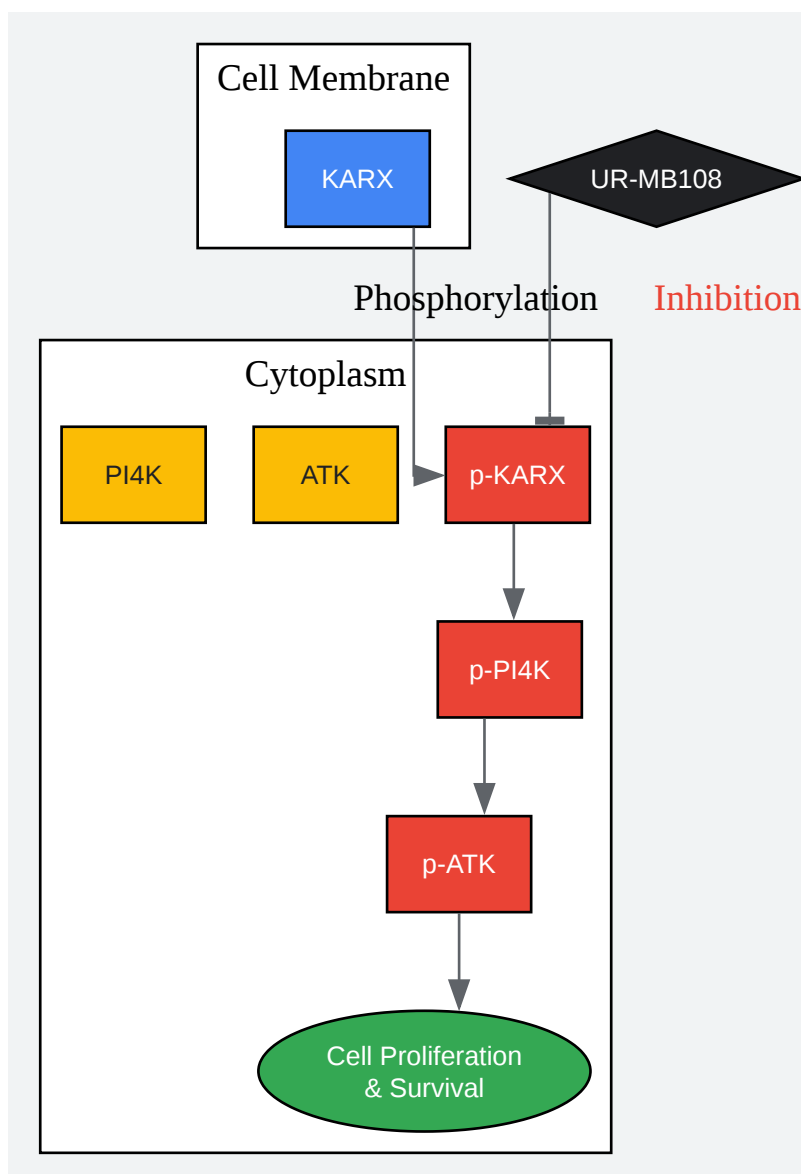 Cell Membrane
KARX
UR-MB108
Phosphorylation
Inhibition
Cytoplasm
PI4K
ATK
p-KARX
p-PI4K
p-ATK
Cell Proliferation
& Survival